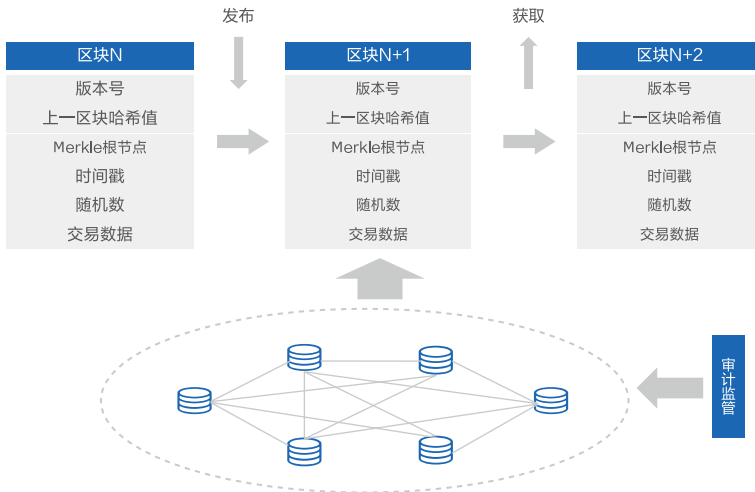 发布
获取
区块N
版本号
上一区块哈希值
Merkle根节点
时间戳
随机数
交易数据
区块N+1
版本号
上一区块哈希值
Merkle根节点
时间戳
随机数
交易数据
区块N+2
版本号
上一区块哈希值
Merkle根节点
时间戳
随机数
交易数据
审计监管